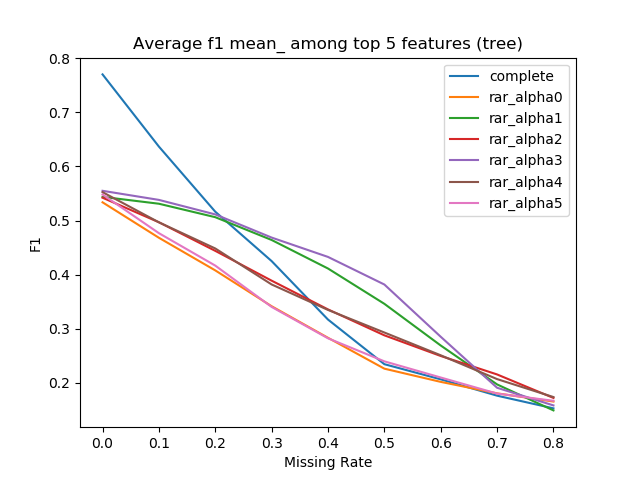 Average f1 mean_ among top 5 features (tree)
complete
rar_alpha0
rar_alpha1
rar_alpha2
rar_alpha3
rar_alpha4
rar_alpha5
F1
0.8
0.7
0.6
0.5
0.4
0.3
0.2
0.0 0.1 0.2 0.3 0.4 0.5 0.6 0.7 0.8
Missing Rate